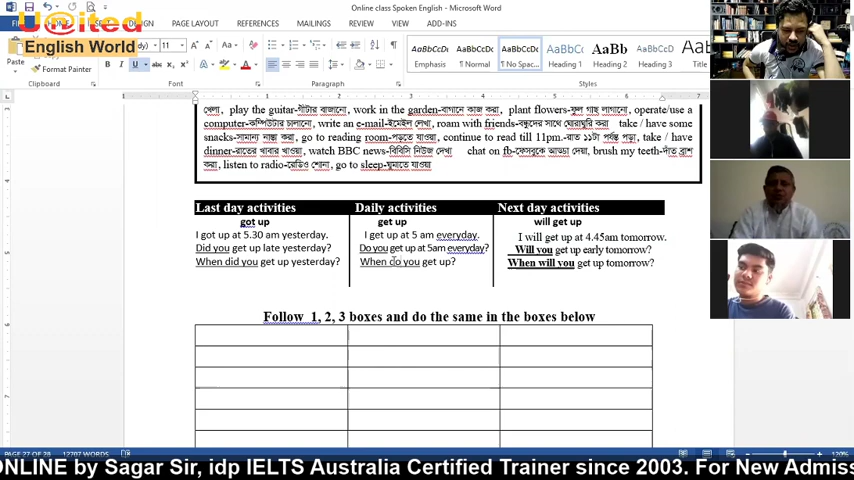 Online class Spoken English - Microsoft Word
United
English World
PAGE LAYOUT REFERENCES MAILINGS REVIEW VIEW ADD-INS
11
Paste
Format Painter
B I U
AaBbCcDc AaBbCcDc AaBbCcDc AaBbC AaBb AaBbCcD
Emphasis ¶ Normal ¶ No Spac... Heading 1 Heading 2 Heading 3 Title
Clipboard Font Paragraph Styles
খেলা, play the guitar-গীটার বাজানো, work in the garden-বাগানে কাজ করা, plant flowers-ফুল গাছ লাগানো, operate/use a
computer-কম্পিউটার চালানো, write an e-mail-ইমেইল লেখা, roam with friends-বন্ধুদের সাথে ঘোরাঘুরি করা take / have some
snacks-সামান্য নাস্তা করা, go to reading room-পড়তে যাওয়া, continue to read till 11pm.-রাত ১১টা পর্যন্ত পড়া, take / have
dinner-রাতের খাবার খাওয়া, watch BBC news-বিবিসি নিউজ দেখা chat on fb-ফেসবুকে আড্ডা দেয়া, brush my teeth-দাঁত ব্রাশ
করা, listen to radio-রেডিও শোনা, go to sleep-ঘুমাতে যাওয়া
Last day activities Daily activities Next day activities
got up get up will get up
I got up at 5.30 am yesterday. I get up at 5 am everyday. I will get up at 4.45am tomorrow.
Did you get up late yesterday? Do you get up at 5am everyday? Will you get up early tomorrow?
When did you get up yesterday? When do you get up? When will you get up tomorrow?
Follow 1, 2, 3 boxes and do the same in the boxes below
PAGE 27 OF 28 12707 WORDS 120%
ONLINE by Sagar Sir, idp IELTS Australia Certified Trainer since 2003. For New Admiss